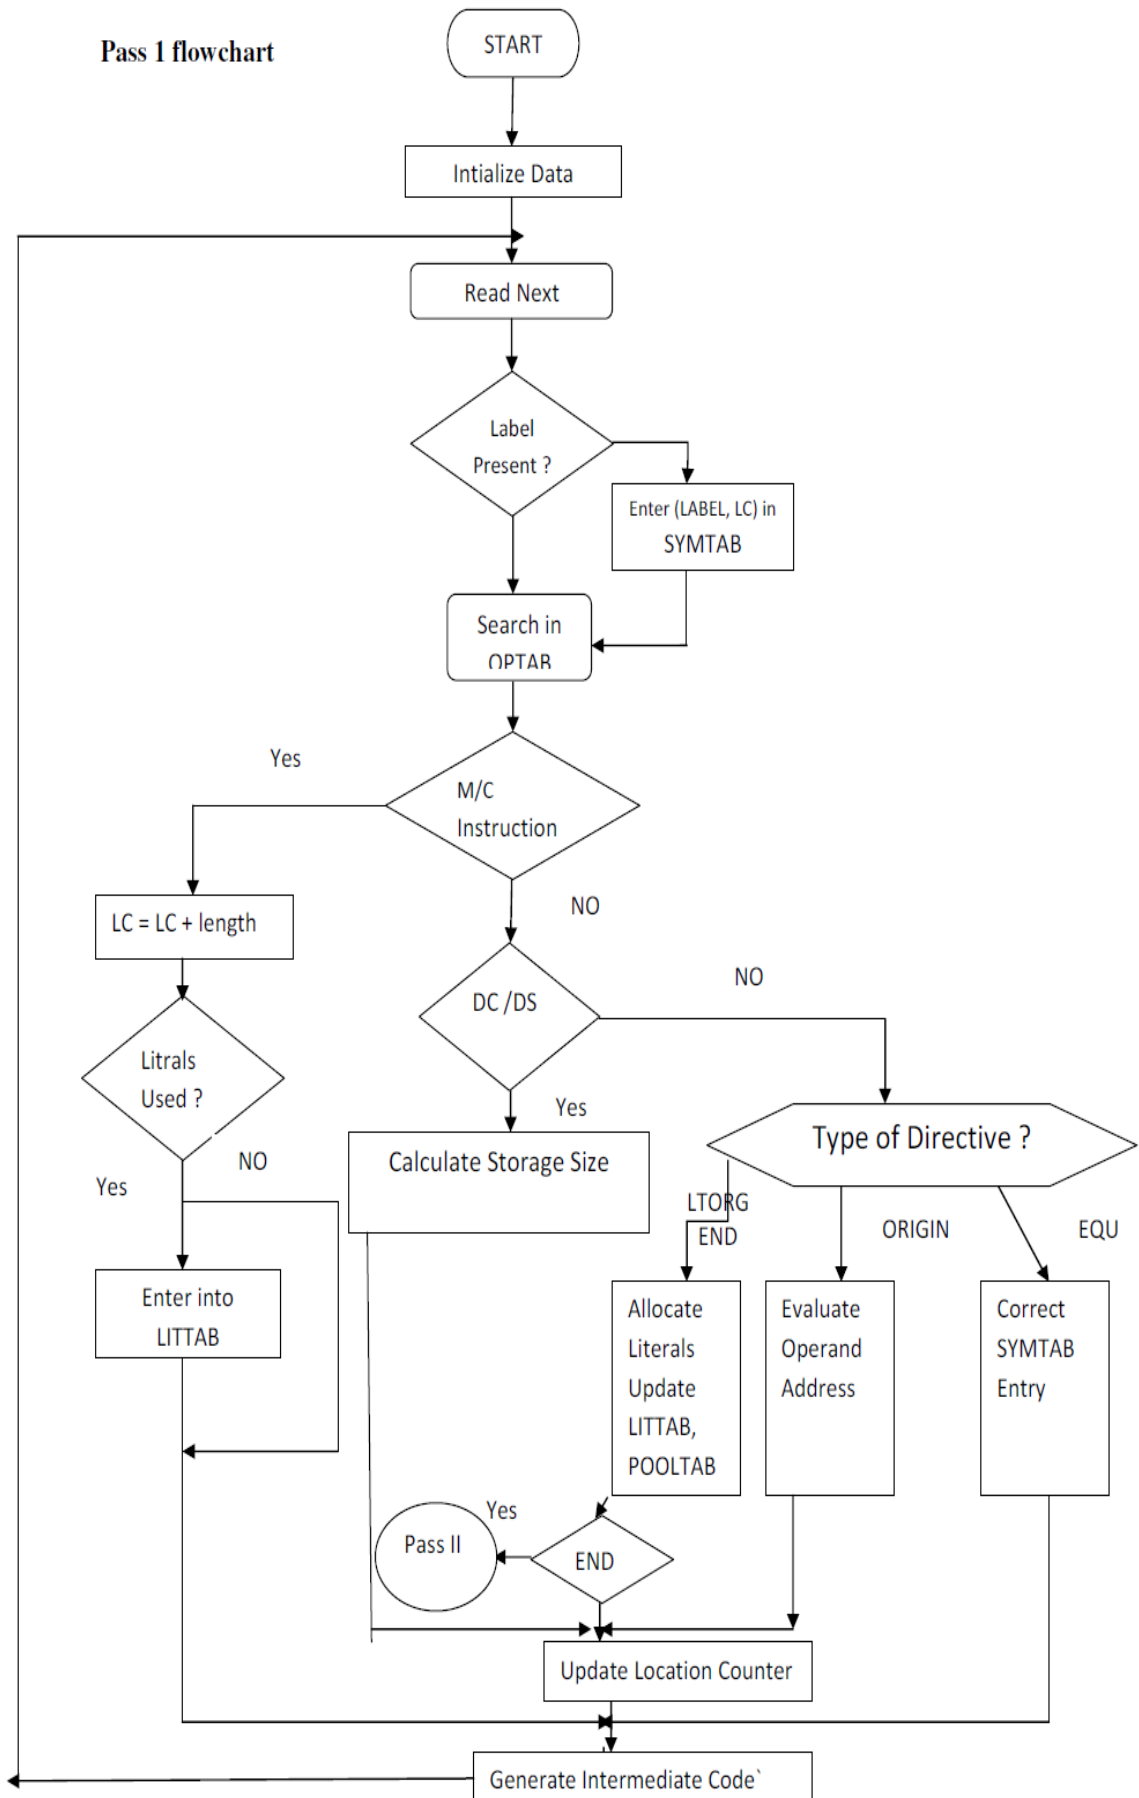 Pass 1 flowchart
START
Intialize Data
Read Next
Label
Present ?
Enter (LABEL, LC) in
SYMTAB
Search in
OPTAB
Yes
M/C
Instruction
LC = LC + length
NO
DC /DS
NO
Litrals
Used ?
Yes
Type of Directive ?
Calculate Storage Size
NO
Yes
LTORG
END
ORIGIN
EQU
Enter into
LITTAB
Allocate
Literals
Update
LITTAB,
POOLTAB
Evaluate
Operand
Address
Correct
SYMTAB
Entry
Yes
Pass II
END
Update Location Counter
Generate Intermediate Code`